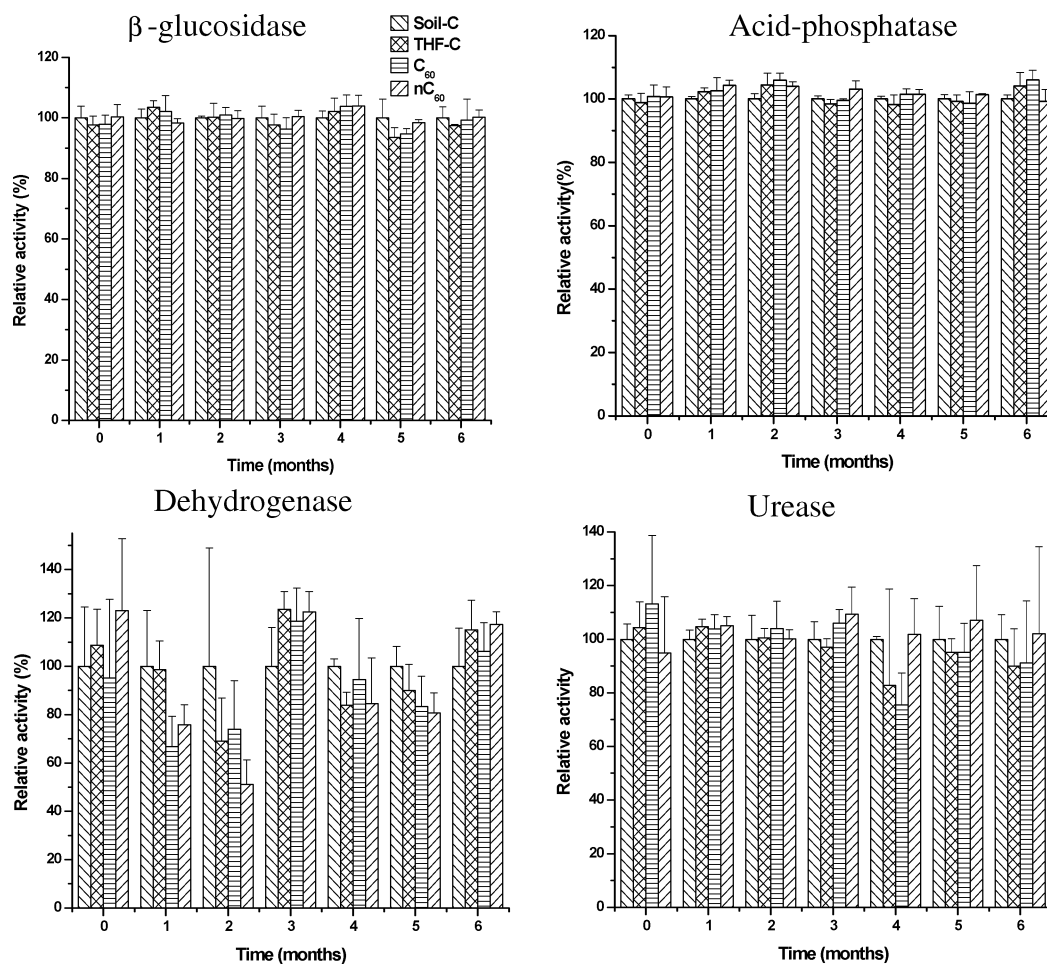 β-glucosidase
Soil-C
THF-C
C60
nC60
120
100
80
60
40
20
0
Relative activity (%)
0 1 2 3 4 5 6
Time (months)
Acid-phosphatase
120
100
80
60
40
20
0
Relative activity(%)
0 1 2 3 4 5 6
Time (months)
Dehydrogenase
120
100
80
60
40
20
0
Relative activity (%)
0 1 2 3 4 5 6
Time (months)
Urease
140
120
100
80
60
40
20
0
Relative activity
0 1 2 3 4 5 6
Time (months)